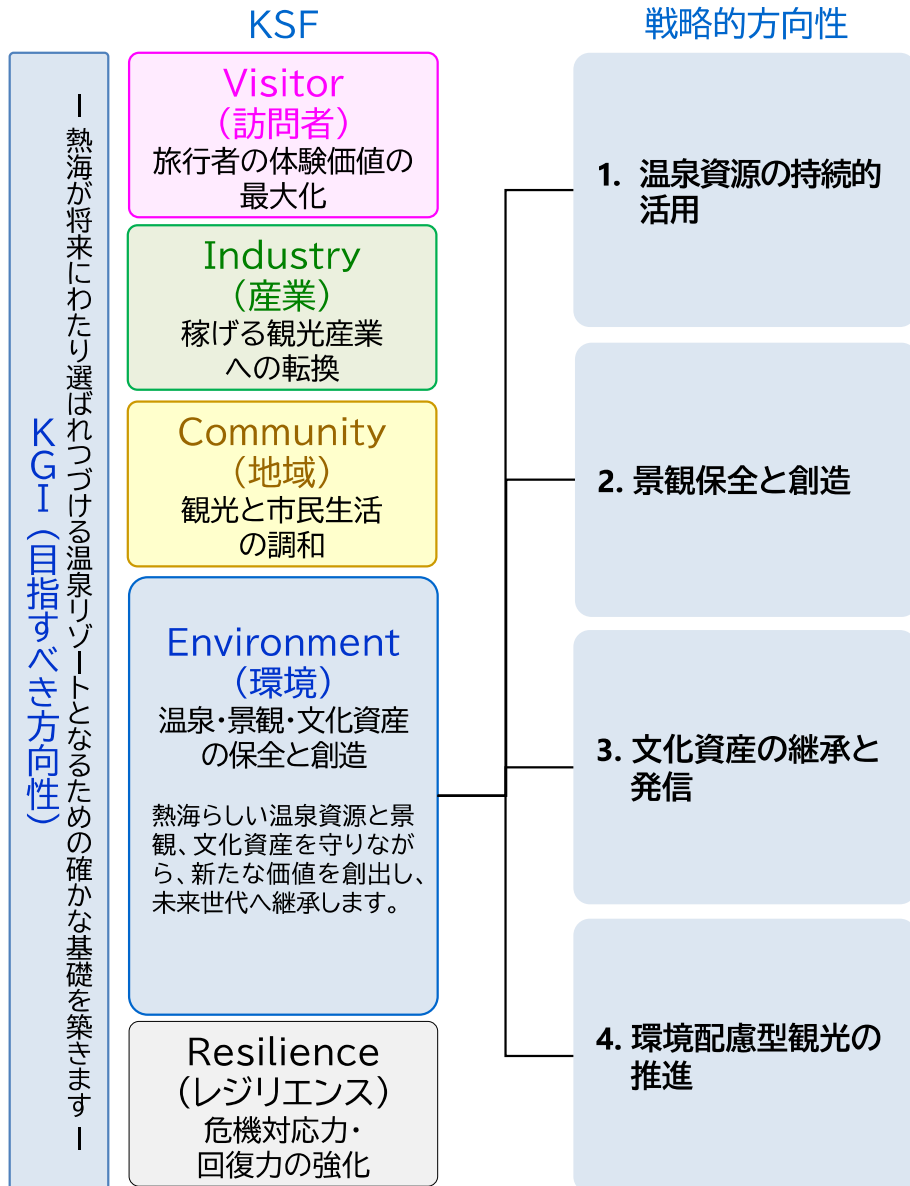 KSF
戦略的方向性
KGI（目指すべき方向性）
ー 熱海が将来にわたり選ばれつづける温泉リゾートとなるための確かな基礎を築きます ー
Visitor
（訪問者）
旅行者の体験価値の
最大化
Industry
（産業）
稼げる観光産業
への転換
Community
（地域）
観光と市民生活
の調和
Environment
（環境）
温泉・景観・文化資産
の保全と創造
熱海らしい温泉資源と景
観、文化資産を守りなが
ら、新たな価値を創出し、
未来世代へ継承します。
Resilience
（レジリエンス）
危機対応力・
回復力の強化
1. 温泉資源の持続的
活用
2. 景観保全と創造
3. 文化資産の継承と
発信
4. 環境配慮型観光の
推進